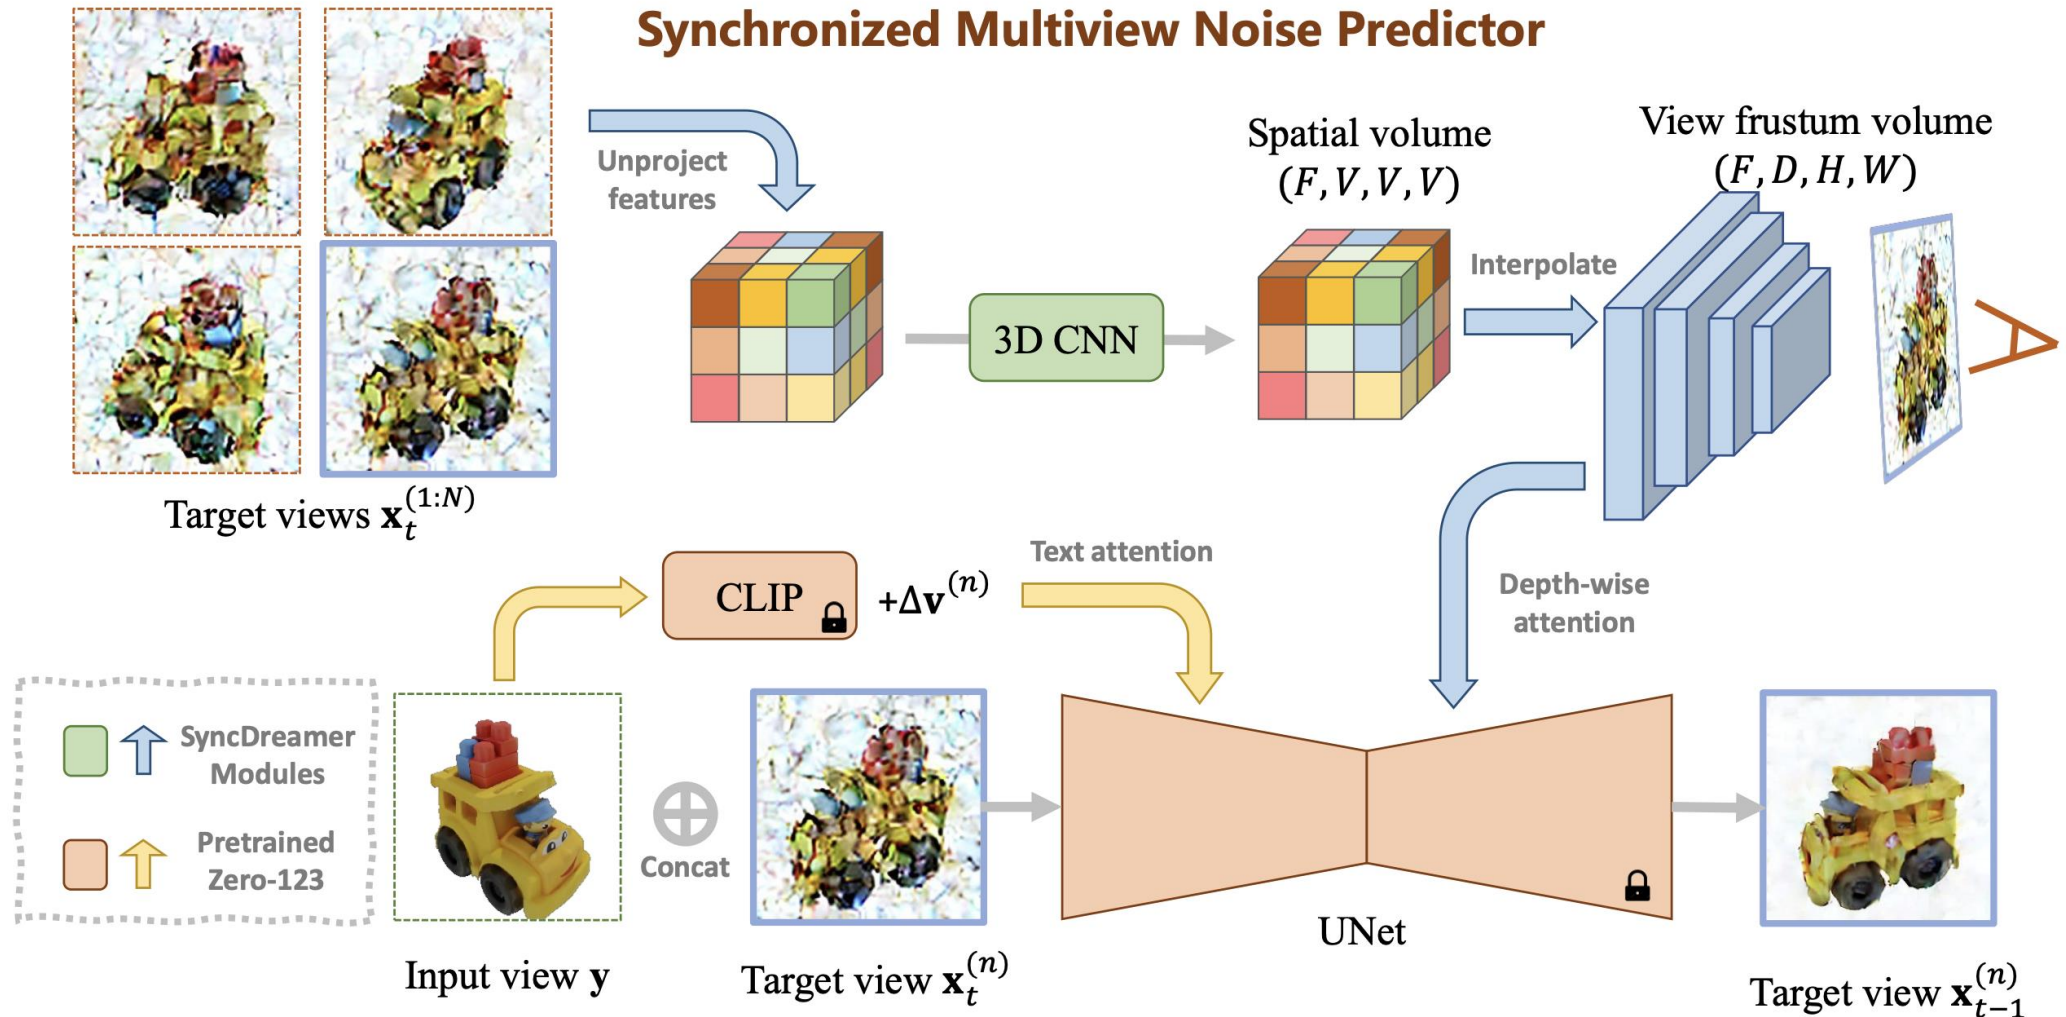 Synchronized Multiview Noise Predictor
Unproject
features
Spatial volume
(F, V, V, V)
View frustum volume
(F, D, H, W)
3D CNN
Interpolate
Target views x_t^(1:N)
CLIP
+Δv^(n)
Text attention
Depth-wise
attention
SyncDreamer
Modules
Pretrained
Zero-123
Concat
UNet
Input view y
Target view x_t^(n)
Target view x_{t−1}^(n)